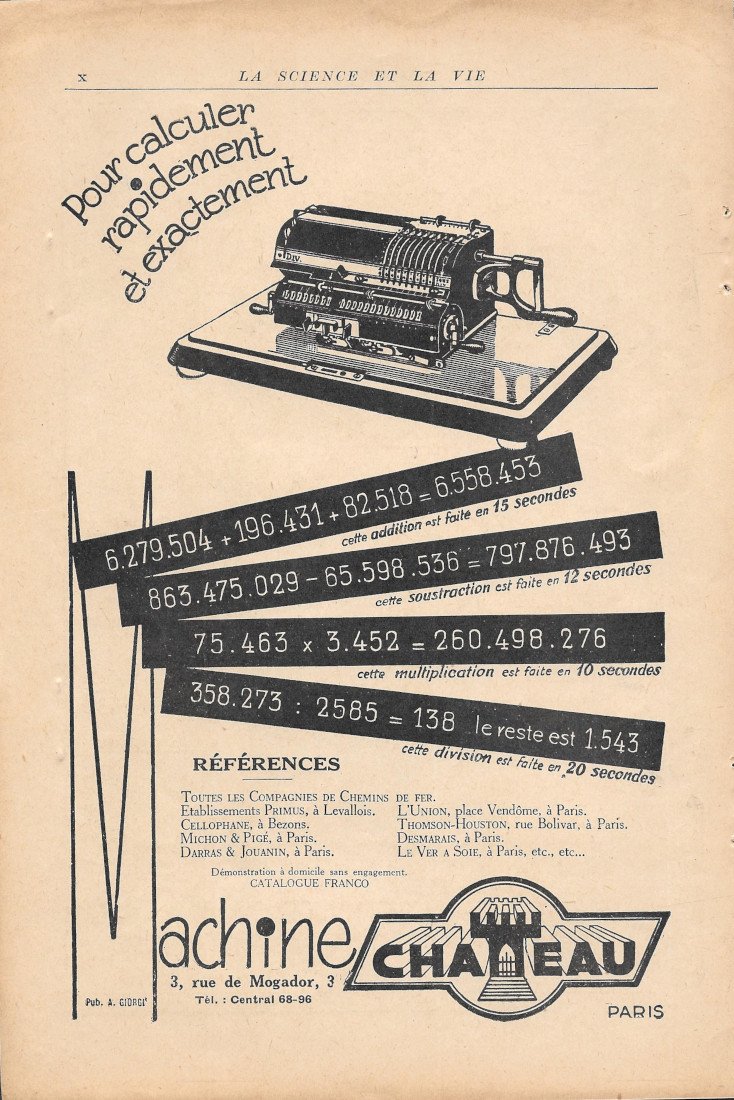 x
LA SCIENCE ET LA VIE
Pour calculer
rapidement
et exactement
DIV.
6.279.504 + 196.431 + 82.518 = 6.558.453
cette addition est faite en 15 secondes
863.475.029 – 65.598.536 = 797.876.493
cette soustraction est faite en 12 secondes
75.463 x 3.452 = 260.498.276
cette multiplication est faite en 10 secondes
358.273 : 2585 = 138 le reste est 1.543
cette division est faite en 20 secondes
RÉFÉRENCES
TOUTES LES COMPAGNIES DE CHEMINS DE FER.
Etablissements PRIMUS, à Levallois.
CELLOPHANE, à Bezons.
MICHON & PIGÉ, à Paris.
DARRAS & JOUANIN, à Paris.
L'UNION, place Vendôme, à Paris.
THOMSON-HOUSTON, rue Bolivar, à Paris.
DESMARAIS, à Paris.
LE VER A SOIE, à Paris, etc., etc...
Démonstration à domicile sans engagement.
CATALOGUE FRANCO
Machine
CHATEAU
3, rue de Mogador, 3
Tél. : Central 68-96
PARIS
Pub. A. GIORGI